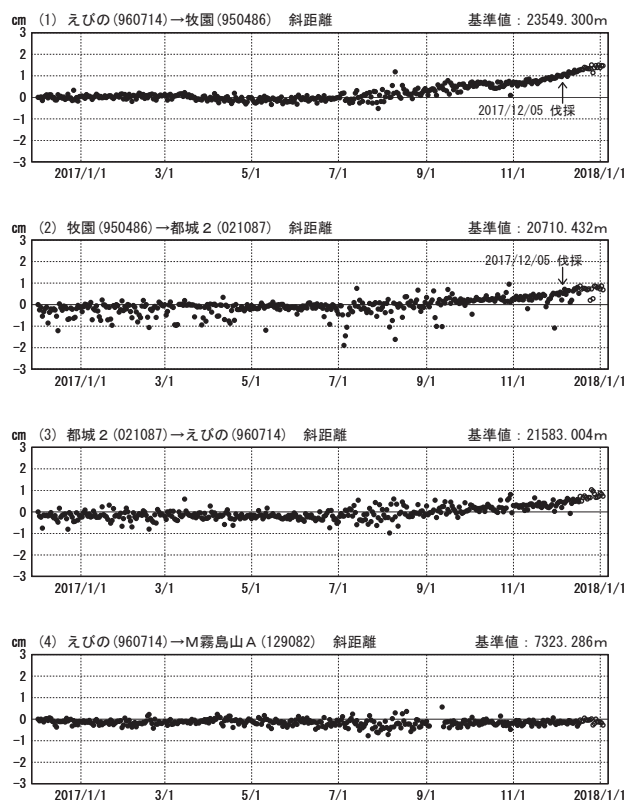 cm (1) えびの(960714)→牧園(950486) 斜距離 基準値：23549.300m
3
2
1
0
-1
-2
-3
2017/12/05 伐採
2017/1/1 3/1 5/1 7/1 9/1 11/1 2018/1/1
cm (2) 牧園(950486)→都城２(021087) 斜距離 基準値：20710.432m
3
2
1
0
-1
-2
-3
2017/12/05 伐採
2017/1/1 3/1 5/1 7/1 9/1 11/1 2018/1/1
cm (3) 都城２(021087)→えびの(960714) 斜距離 基準値：21583.004m
3
2
1
0
-1
-2
-3
2017/1/1 3/1 5/1 7/1 9/1 11/1 2018/1/1
cm (4) えびの(960714)→Ｍ霧島山Ａ(129082) 斜距離 基準値：7323.286m
3
2
1
0
-1
-2
-3
2017/1/1 3/1 5/1 7/1 9/1 11/1 2018/1/1